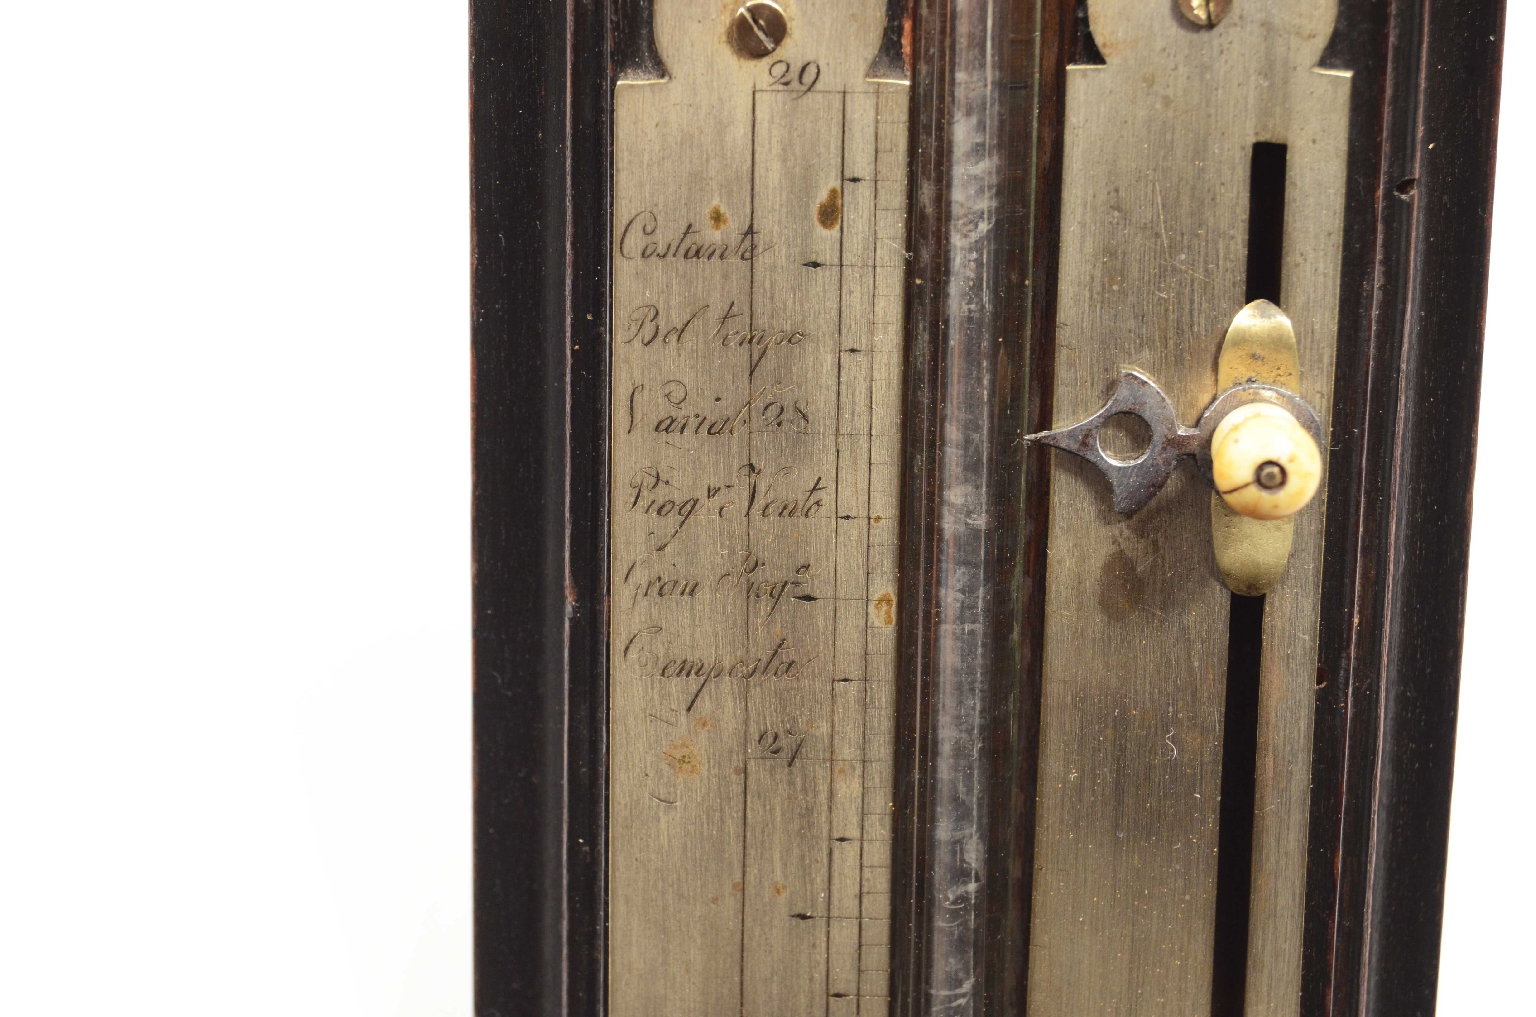 29
Costante
Bel tempo
Variab.e 28
Piog.a e Vento
Gran Piog.a
Tempesta
27